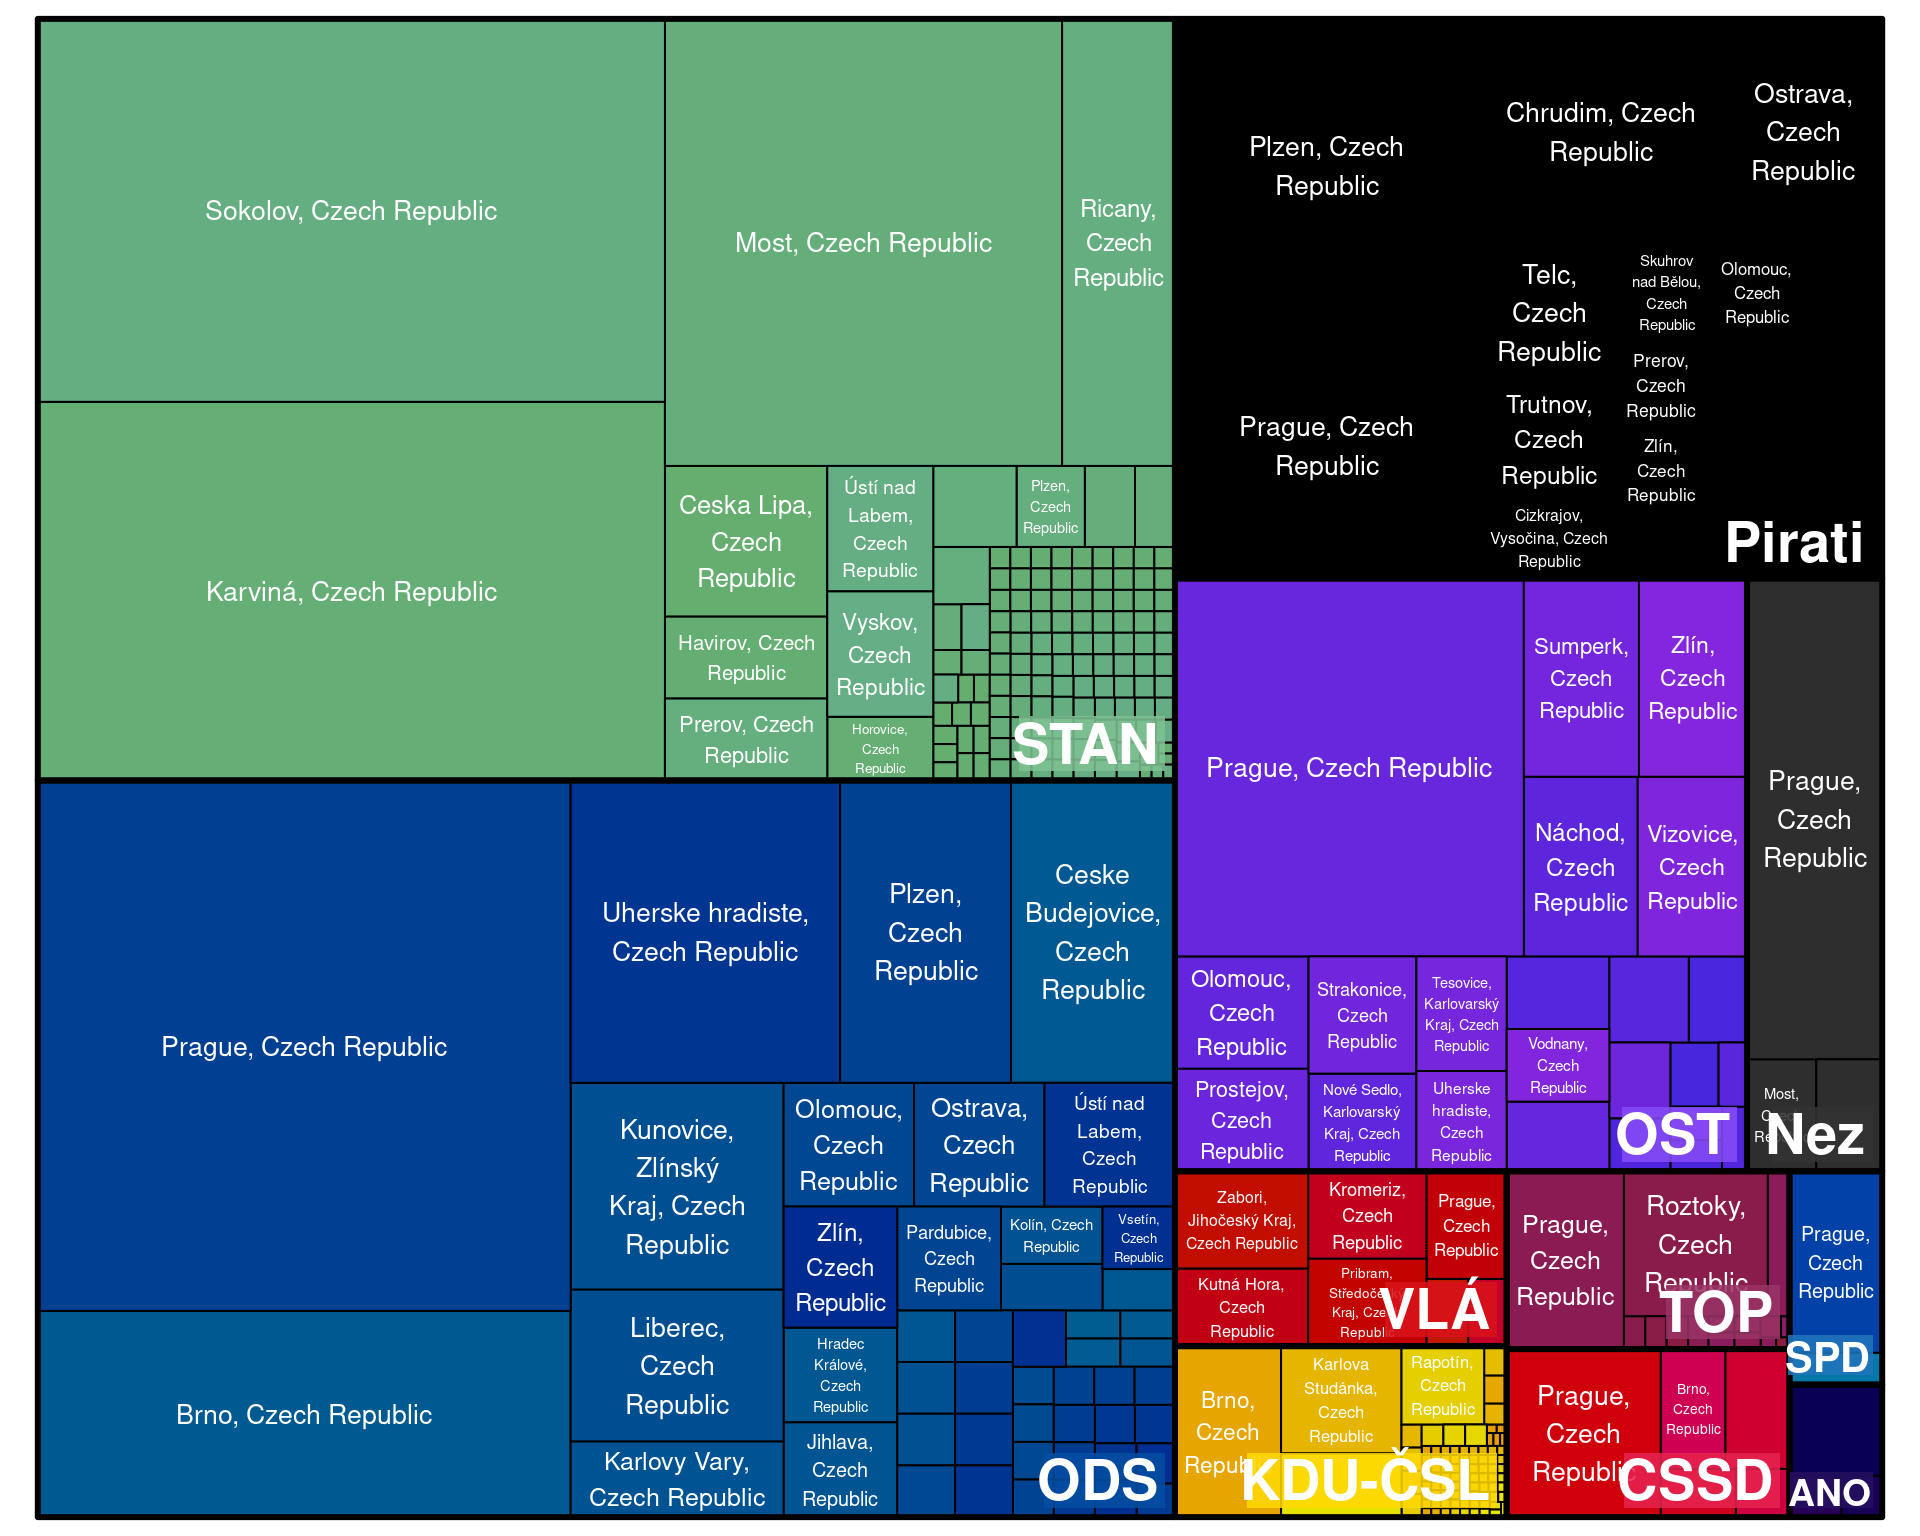 Sokolov, Czech Republic
Karviná, Czech Republic
Most, Czech Republic
Ricany,
Czech
Republic
Ceska Lipa,
Czech
Republic
Havirov, Czech
Republic
Prerov, Czech
Republic
Ústí nad
Labem,
Czech
Republic
Vyskov,
Czech
Republic
Horovice,
Czech
Republic
Plzen,
Czech
Republic
STAN
Plzen, Czech
Republic
Prague, Czech
Republic
Chrudim, Czech
Republic
Ostrava,
Czech
Republic
Telc,
Czech
Republic
Trutnov,
Czech
Republic
Cizkrajov,
Vysočina, Czech
Republic
Skuhrov
nad Bělou,
Czech
Republic
Prerov,
Czech
Republic
Zlín,
Czech
Republic
Olomouc,
Czech
Republic
Pirati
Prague, Czech Republic
Brno, Czech Republic
Uherske hradiste,
Czech Republic
Plzen,
Czech
Republic
Ceske
Budejovice,
Czech
Republic
Kunovice,
Zlínský
Kraj, Czech
Republic
Liberec,
Czech
Republic
Karlovy Vary,
Czech Republic
Olomouc,
Czech
Republic
Ostrava,
Czech
Republic
Ústí nad
Labem,
Czech
Republic
Zlín,
Czech
Republic
Hradec
Králové,
Czech
Republic
Jihlava,
Czech
Republic
Pardubice,
Czech
Republic
Kolín, Czech
Republic
Vsetín,
Czech
Republic
ODS
Prague, Czech Republic
Sumperk,
Czech
Republic
Zlín,
Czech
Republic
Náchod,
Czech
Republic
Vizovice,
Czech
Republic
Olomouc,
Czech
Republic
Prostejov,
Czech
Republic
Strakonice,
Czech
Republic
Nové Sedlo,
Karlovarský
Kraj, Czech
Republic
Tesovice,
Karlovarský
Kraj, Czech
Republic
Uherske
hradiste,
Czech
Republic
Vodnany,
Czech
Republic
OST
Prague,
Czech
Republic
Most,
Nez
Zabori,
Jihočeský Kraj,
Czech Republic
Kutná Hora,
Czech
Republic
Kromeriz,
Czech
Republic
Pribram,
Středočeský
Kraj, Czech
Republic
Prague,
Czech
Republic
VLÁ
Prague,
Czech
Republic
Roztoky,
Czech
Republic
TOP
Prague,
Czech
Republic
SPD
Brno,
Czech
Republic
Karlova
Studánka,
Czech
Republic
Rapotín,
Czech
Republic
KDU-ČSL
Prague,
Czech
Republic
Brno,
Czech
Republic
CSSD
ANO